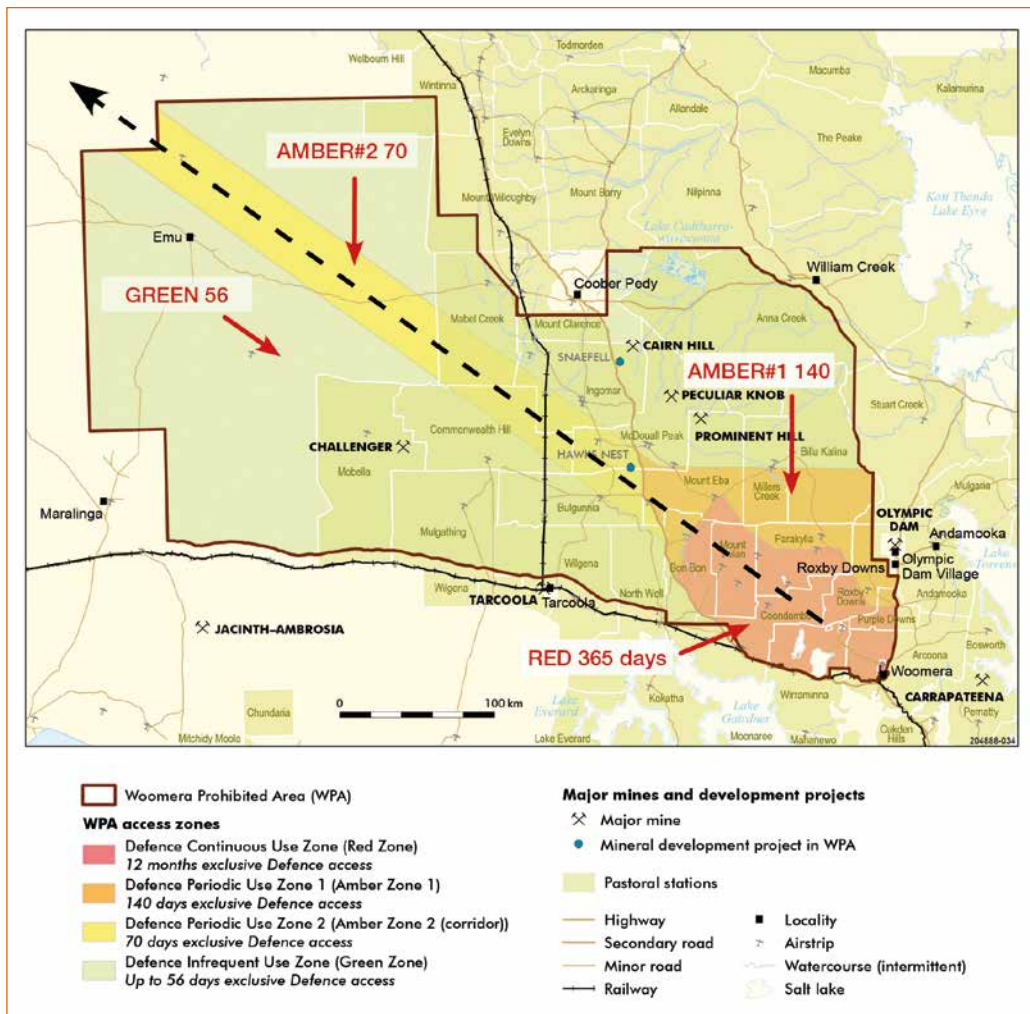 Welbourn Hill
Todmorden
Wintinna
Arckaringa
Macumba
Kalamurina
Allandale
Evelyn
Downs
The Peake
AMBER#2 70
Mount Willoughby
Mount Barry
Nilpinna
Kati Thanda
Lake Eyre
Lake Cadibarra-
wurracanna
Emu
William Creek
GREEN 56
Coober Pedy
Mabel Creek
Mount Clarence
Anna Creek
CAIRN HILL
SNAEFELL
AMBER#1 140
Ingomar
PECULIAR KNOB
Stuart Creek
Commonwealth Hill
McDouall Peak
PROMINENT HILL
CHALLENGER
Mobella
HAWKS NEST
Billa Kalina
Mount Eba
Millers
Creek
Mulgaria
Maralinga
Bulgunnia
OLYMPIC
DAM
Andamooka
Mulgathing
Mount
Vivian
Parakylia
Olympic
Dam Village
Lake
Torrens
Bon Bon
Roxby Downs
Wilgena
Wilgena
North Well
Roxby
Downs
Andamooka
TARCOOLA
Tarcoola
Coondambo
Purple Downs
JACINTH–AMBROSIA
Bosworth
Arcoona
RED 365 days
Woomera
CARRAPATEENA
Kokatha
Wirraminna
Pernatty
0
100 km
Chundaria
Lake
Everard
Lake
Gairdner
Mitchidy Moola
Lake Everard
Moonaree
Mahanewo
Oakden
Hills
204888-034
Woomera Prohibited Area (WPA)
WPA access zones
Defence Continuous Use Zone (Red Zone)
12 months exclusive Defence access
Defence Periodic Use Zone 1 (Amber Zone 1)
140 days exclusive Defence access
Defence Periodic Use Zone 2 (Amber Zone 2 (corridor))
70 days exclusive Defence access
Defence Infrequent Use Zone (Green Zone)
Up to 56 days exclusive Defence access
Major mines and development projects
Major mine
Mineral development project in WPA
Pastoral stations
Highway
Secondary road
Minor road
Railway
Locality
Airstrip
Watercourse (intermittent)
Salt lake